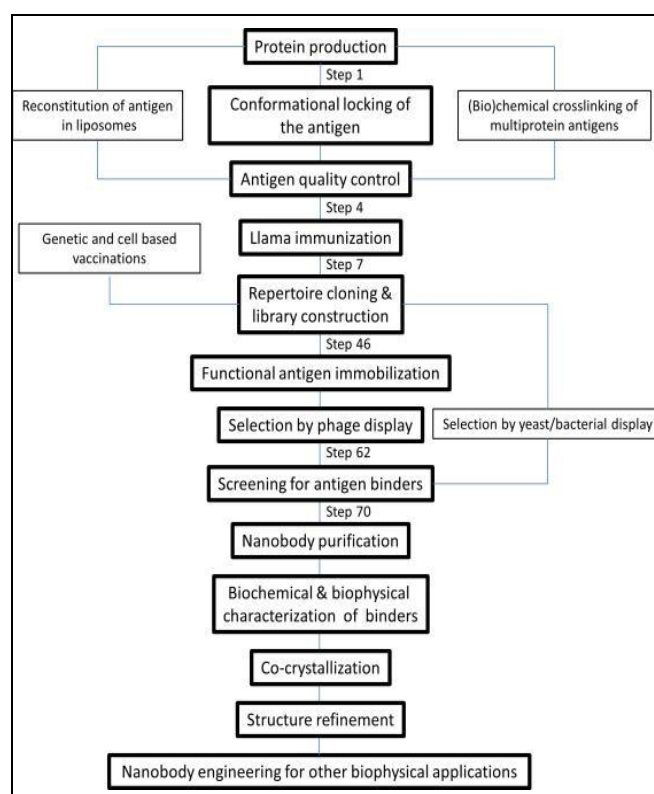 Protein production
Step 1
Reconstitution of antigen
in liposomes
Conformational locking of
the antigen
(Bio)chemical crosslinking of
multiprotein antigens
Antigen quality control
Step 4
Llama immunization
Genetic and cell based
vaccinations
Step 7
Repertoire cloning &
library construction
Step 46
Functional antigen immobilization
Selection by phage display
Selection by yeast/bacterial display
Step 62
Screening for antigen binders
Step 70
Nanobody purification
Biochemical & biophysical
characterization of binders
Co-crystallization
Structure refinement
Nanobody engineering for other biophysical applications